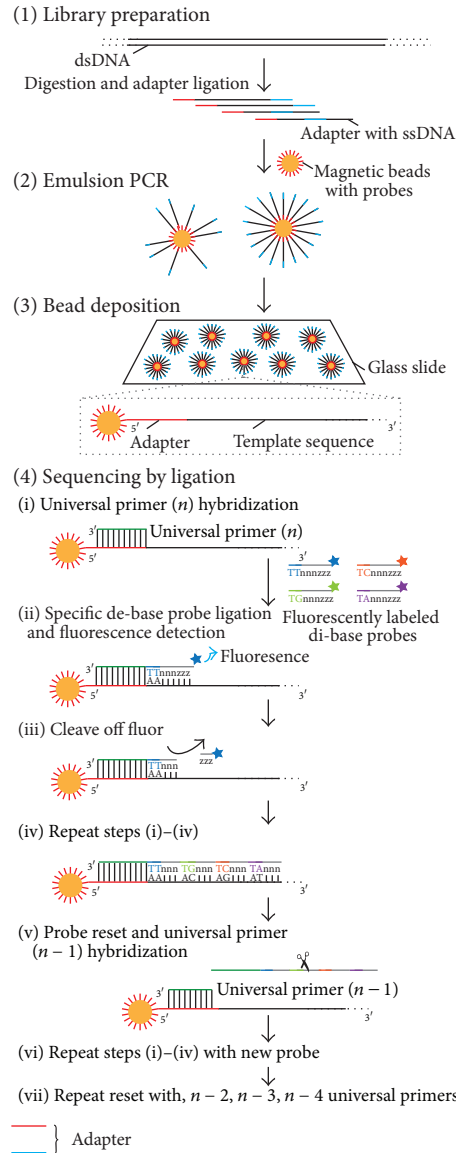 (1) Library preparation
dsDNA
Digestion and adapter ligation
Adapter with ssDNA
Magnetic beads
with probes
(2) Emulsion PCR
(3) Bead deposition
Glass slide
5′
3′
Adapter
Template sequence
(4) Sequencing by ligation
(i) Universal primer (n) hybridization
3′
Universal primer (n)
5′
3′
TTnnnzzz
TCnnnzzz
TGnnnzzz
TAnnnzzz
(ii) Specific de-base probe ligation
and fluorescence detection
Fluorescently labeled
di-base probes
Fluoresence
3′
TTnnnzzz
AA
5′
3′
(iii) Cleave off fluor
zzz
3′
TTnnn
AA
5′
3′
(iv) Repeat steps (i)–(iv)
3′
TTnnn TGnnn TCnnn TAnnn
AA AC AG AT
5′
3′
(v) Probe reset and universal primer
(n − 1) hybridization
3′
Universal primer (n − 1)
5′
3′
(vi) Repeat steps (i)–(iv) with new probe
(vii) Repeat reset with, n − 2, n − 3, n − 4 universal primers
Adapter